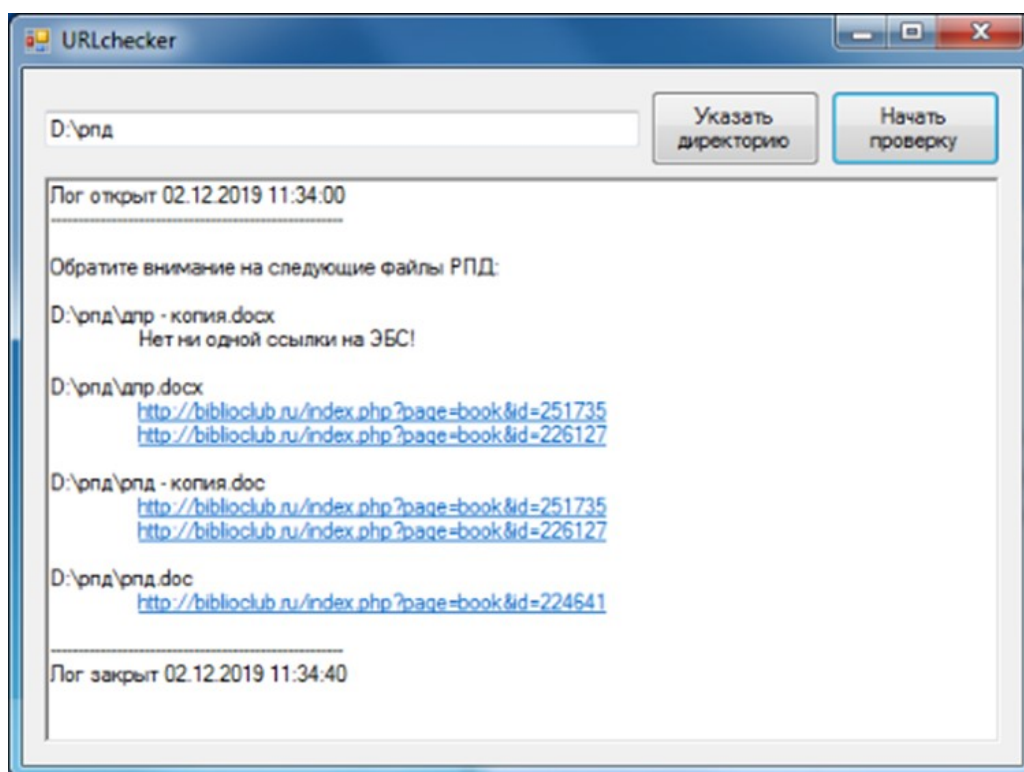 URLchecker
D:\рпд
Указать
директорию
Начать
проверку
Лог открыт 02.12.2019 11:34:00
--------------------------------------------------
Обратите внимание на следующие файлы РПД:
D:\рпд\дпр - копия.docx
Нет ни одной ссылки на ЭБС!
D:\рпд\дпр.docx
http://biblioclub.ru/index.php?page=book&id=251735
http://biblioclub.ru/index.php?page=book&id=226127
D:\рпд\рпд - копия.doc
http://biblioclub.ru/index.php?page=book&id=251735
http://biblioclub.ru/index.php?page=book&id=226127
D:\рпд\рпд.doc
http://biblioclub.ru/index.php?page=book&id=224641
--------------------------------------------------
Лог закрыт 02.12.2019 11:34:40